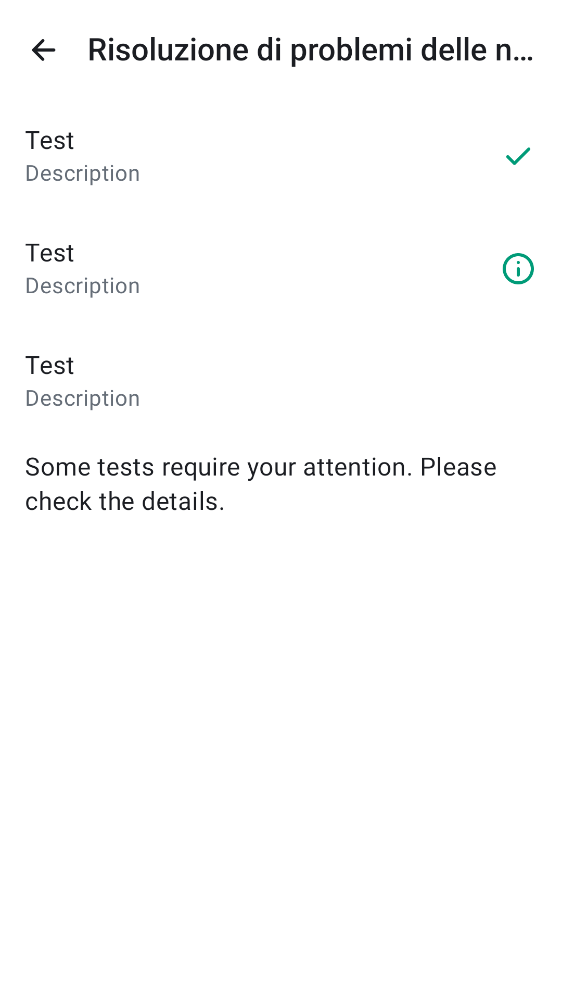 Risoluzione di problemi delle n…
Test
Description
Test
Description
Test
Description
Some tests require your attention. Please
check the details.